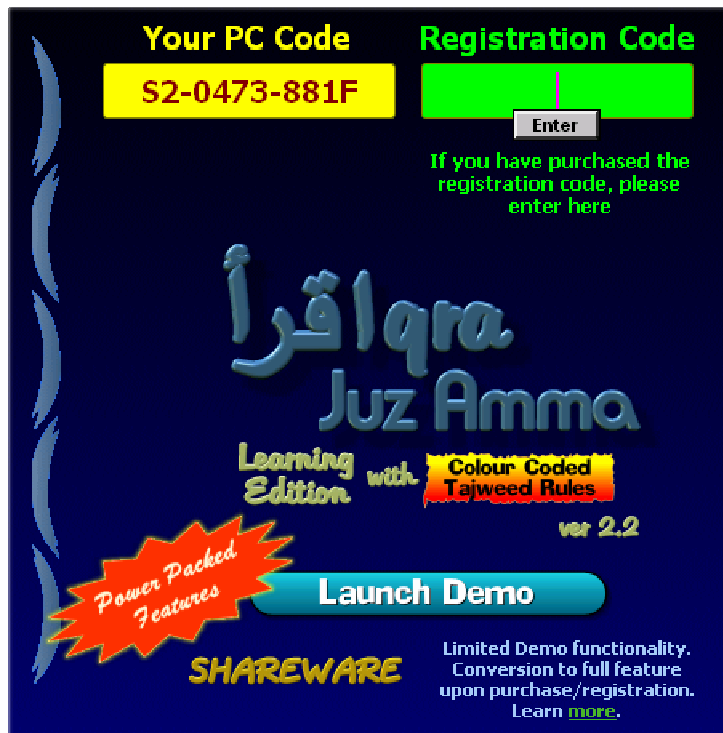 Your PC Code
Registration Code
S2-0473-881F
Enter
If you have purchased the
registration code, please
enter here
اقرأ Iqra
Juz Amma
Learning
Edition
with
Colour Coded
Tajweed Rules
ver 2.2
Power Packed
Features
Launch Demo
SHAREWARE
Limited Demo functionality.
Conversion to full feature
upon purchase/registration.
Learn more.